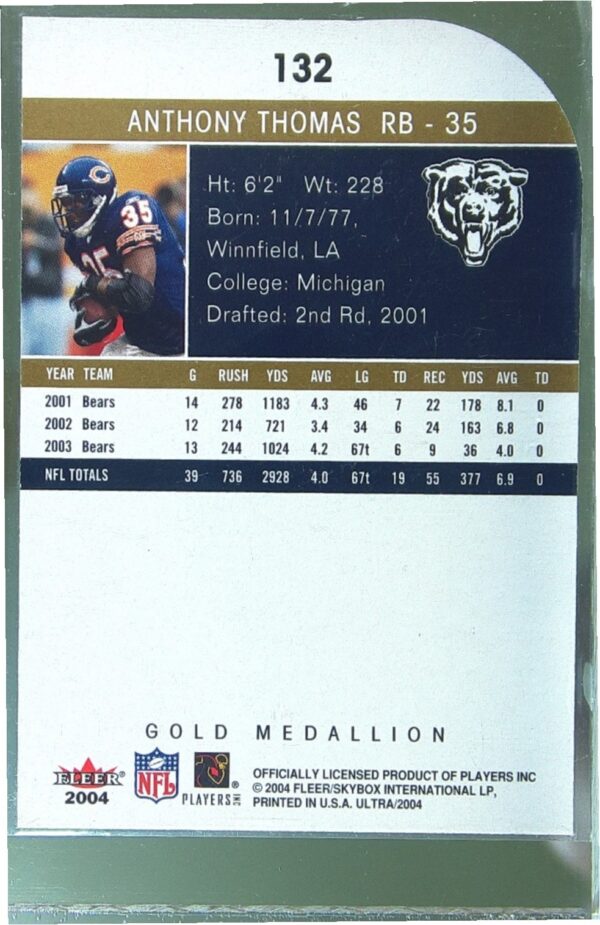 132
ANTHONY THOMAS RB - 35
Ht: 6'2" Wt: 228
Born: 11/7/77,
Winnfield, LA
College: Michigan
Drafted: 2nd Rd, 2001
35
35
YEAR TEAM G RUSH YDS AVG LG TD REC YDS AVG TD
2001 Bears 14 278 1183 4.3 46 7 22 178 8.1 0
2002 Bears 12 214 721 3.4 34 6 24 163 6.8 0
2003 Bears 13 244 1024 4.2 67t 6 9 36 4.0 0
NFL TOTALS 39 736 2928 4.0 67t 19 55 377 6.9 0
GOLD MEDALLION
FLEER
2004
NFL
PLAYERS INC
OFFICIALLY LICENSED PRODUCT OF PLAYERS INC
© 2004 FLEER/SKYBOX INTERNATIONAL LP,
PRINTED IN U.S.A. ULTRA/2004